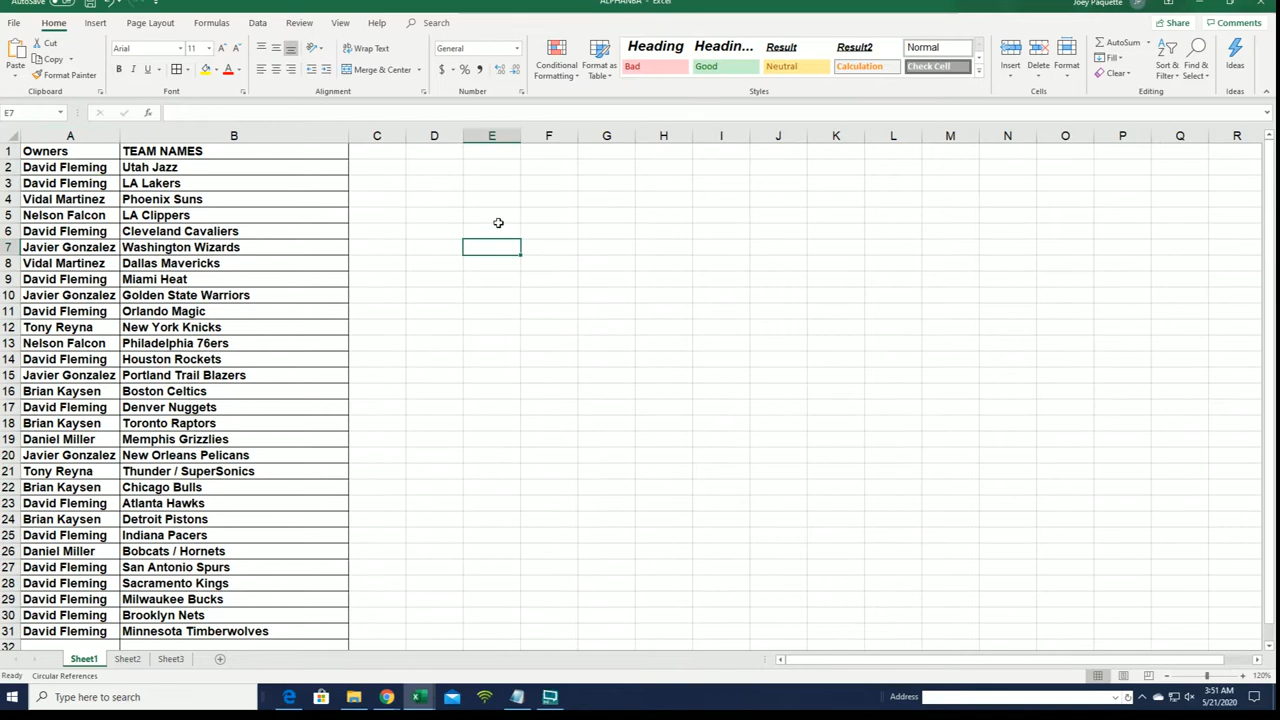 AutoSave
ALPHANBA - Excel
Joey Paquette
JP
File Home Insert Page Layout Formulas Data Review View Help Search
Share Comments
Paste
Cut
Copy
Format Painter
Clipboard
Arial 11
Font
Wrap Text
Merge & Center
Alignment
General
Number
Conditional Formatting
Format as Table
Heading Headin... Result Result2 Normal
Bad Good Neutral Calculation Check Cell
Styles
Insert Delete Format
Cells
AutoSum
Fill
Clear
Sort & Filter
Find & Select
Editing
Ideas
Ideas
E7
A B C D E F G H I J K L M N O P Q R
1 Owners TEAM NAMES
2 David Fleming Utah Jazz
3 David Fleming LA Lakers
4 Vidal Martinez Phoenix Suns
5 Nelson Falcon LA Clippers
6 David Fleming Cleveland Cavaliers
7 Javier Gonzalez Washington Wizards
8 Vidal Martinez Dallas Mavericks
9 David Fleming Miami Heat
10 Javier Gonzalez Golden State Warriors
11 David Fleming Orlando Magic
12 Tony Reyna New York Knicks
13 Nelson Falcon Philadelphia 76ers
14 David Fleming Houston Rockets
15 Javier Gonzalez Portland Trail Blazers
16 Brian Kaysen Boston Celtics
17 David Fleming Denver Nuggets
18 Brian Kaysen Toronto Raptors
19 Daniel Miller Memphis Grizzlies
20 Javier Gonzalez New Orleans Pelicans
21 Tony Reyna Thunder / SuperSonics
22 Brian Kaysen Chicago Bulls
23 David Fleming Atlanta Hawks
24 Brian Kaysen Detroit Pistons
25 David Fleming Indiana Pacers
26 Daniel Miller Bobcats / Hornets
27 David Fleming San Antonio Spurs
28 David Fleming Sacramento Kings
29 David Fleming Milwaukee Bucks
30 David Fleming Brooklyn Nets
31 David Fleming Minnesota Timberwolves
32
Sheet1 Sheet2 Sheet3
Ready Circular References 120%
Type here to search
Address
3:51 AM
5/21/2020